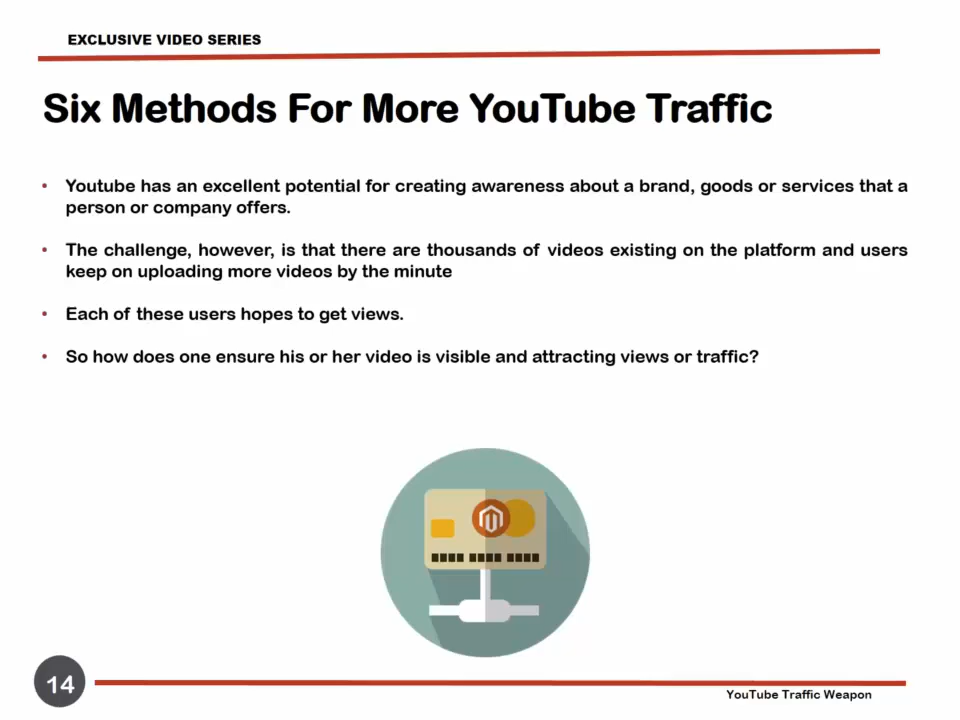 EXCLUSIVE VIDEO SERIES
Six Methods For More YouTube Traffic
• Youtube has an excellent potential for creating awareness about a brand, goods or services that a
person or company offers.
• The challenge, however, is that there are thousands of videos existing on the platform and users
keep on uploading more videos by the minute
• Each of these users hopes to get views.
• So how does one ensure his or her video is visible and attracting views or traffic?
14
YouTube Traffic Weapon